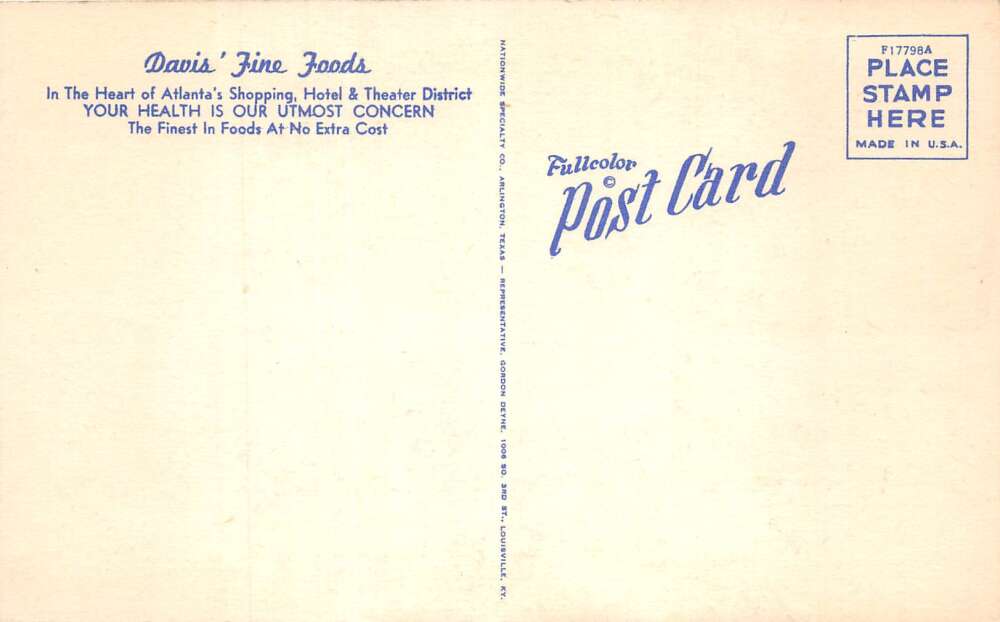 Davis' Fine Foods
In The Heart of Atlanta's Shopping, Hotel & Theater District
YOUR HEALTH IS OUR UTMOST CONCERN
The Finest In Foods At No Extra Cost
NATIONWIDE SPECIALTY CO., ARLINGTON, TEXAS — REPRESENTATIVE, GORDON DEYNE, 1006 SO. 3RD ST., LOUISVILLE, KY.
Fullcolor
©
Post Card
F17798A
PLACE
STAMP
HERE
MADE IN U.S.A.